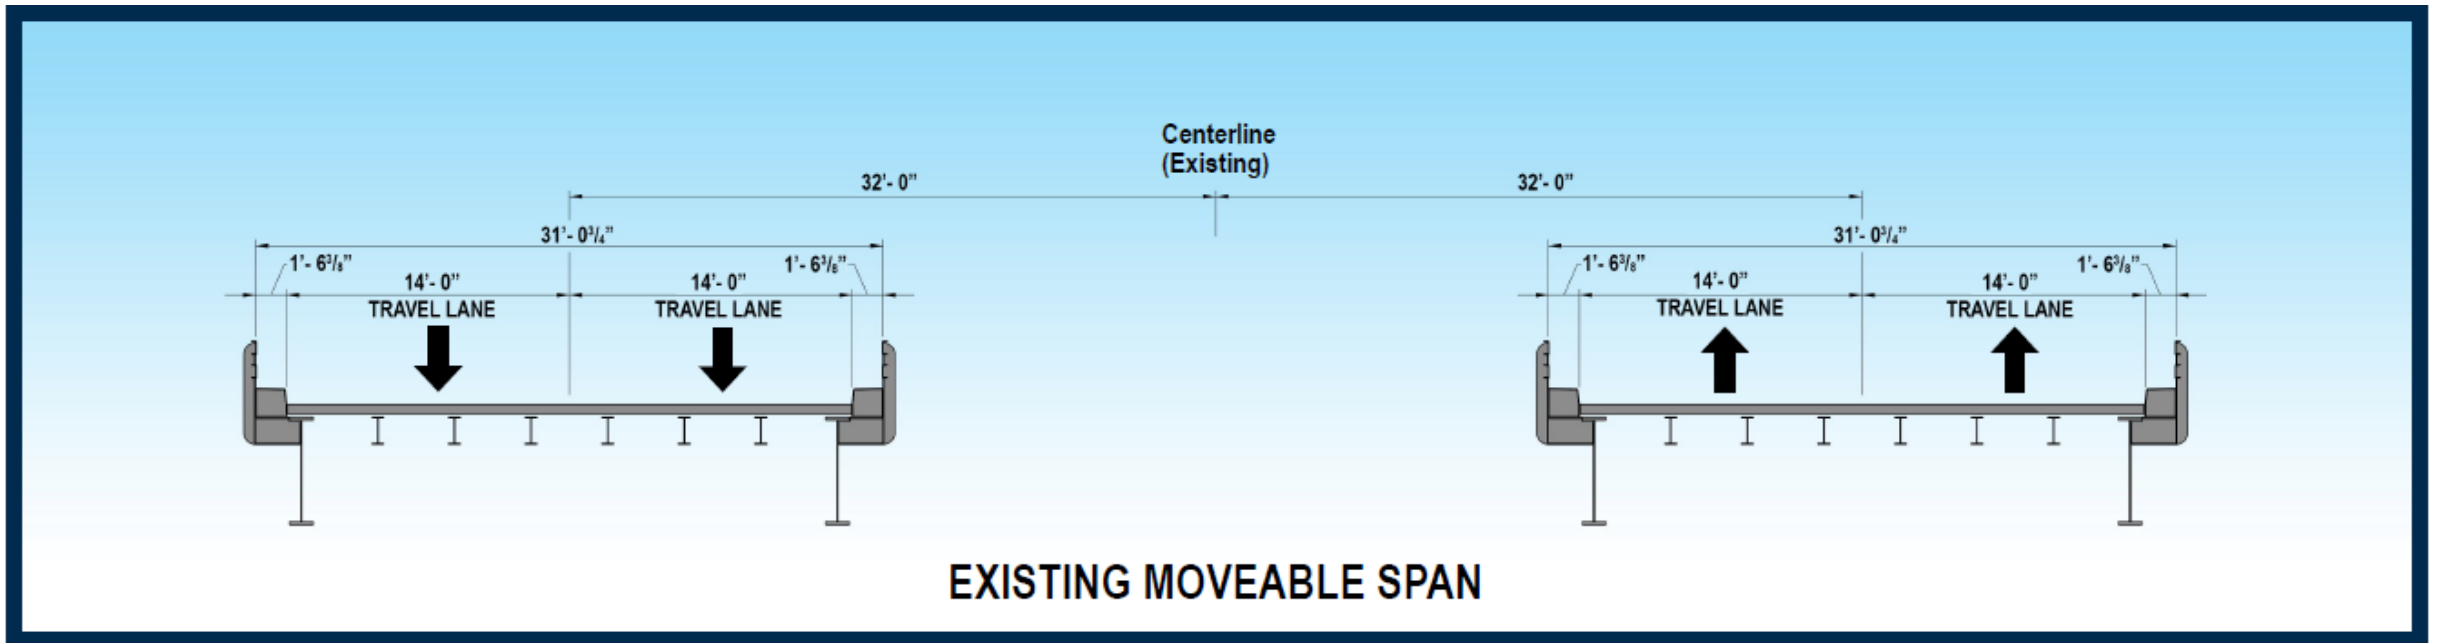 Centerline
(Existing)
32'- 0" 32'- 0"
31'- 0³/₄" 31'- 0³/₄"
1'- 6³/₈" 1'- 6³/₈" 1'- 6³/₈" 1'- 6³/₈"
14'- 0" 14'- 0" 14'- 0" 14'- 0"
TRAVEL LANE TRAVEL LANE TRAVEL LANE TRAVEL LANE
EXISTING MOVEABLE SPAN